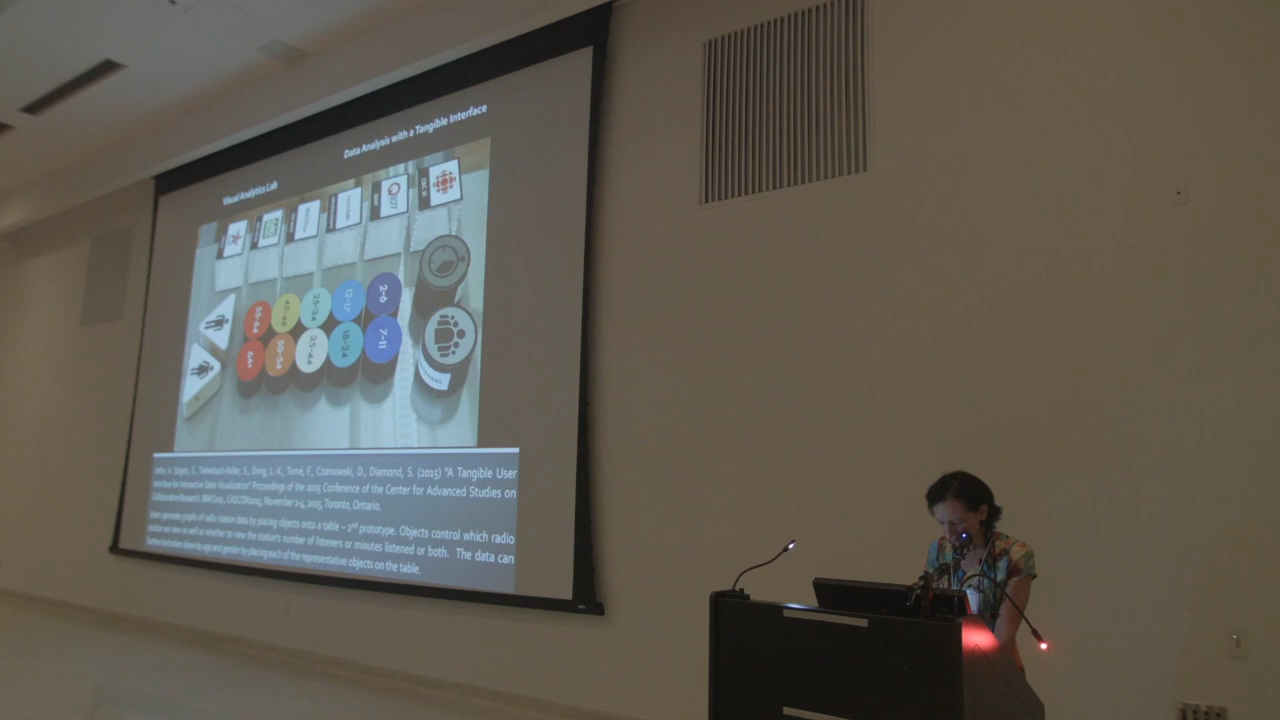 Data Analysis with a Tangible Interface
Visual Analytics Lab
CBC
Q107
2-6
12-17
25-34
45-49
55-64
7-11
18-24
35-44
50-54
64+
S., Tiefenbach-Keller, S., Dong, L.-K., Tomé, F., Czarnowski, D., Diamond, S. (2015) "A Tangible User
Interface for Interactive Data Visualization" Proceedings of the 2015 Conference of the Center for Advanced Studies on
Collaborative Research, IBM Corp, CASCON2015, November 2-4, 2015, Toronto, Ontario.
Users generate graphs of radio station data by placing objects onto a table – 2nd prototype. Objects control which radio
station we view as well as whether to view the station's number of listeners or minutes listened or both. The data can
further be broken down by age and gender by placing each of the representative objects on the table.